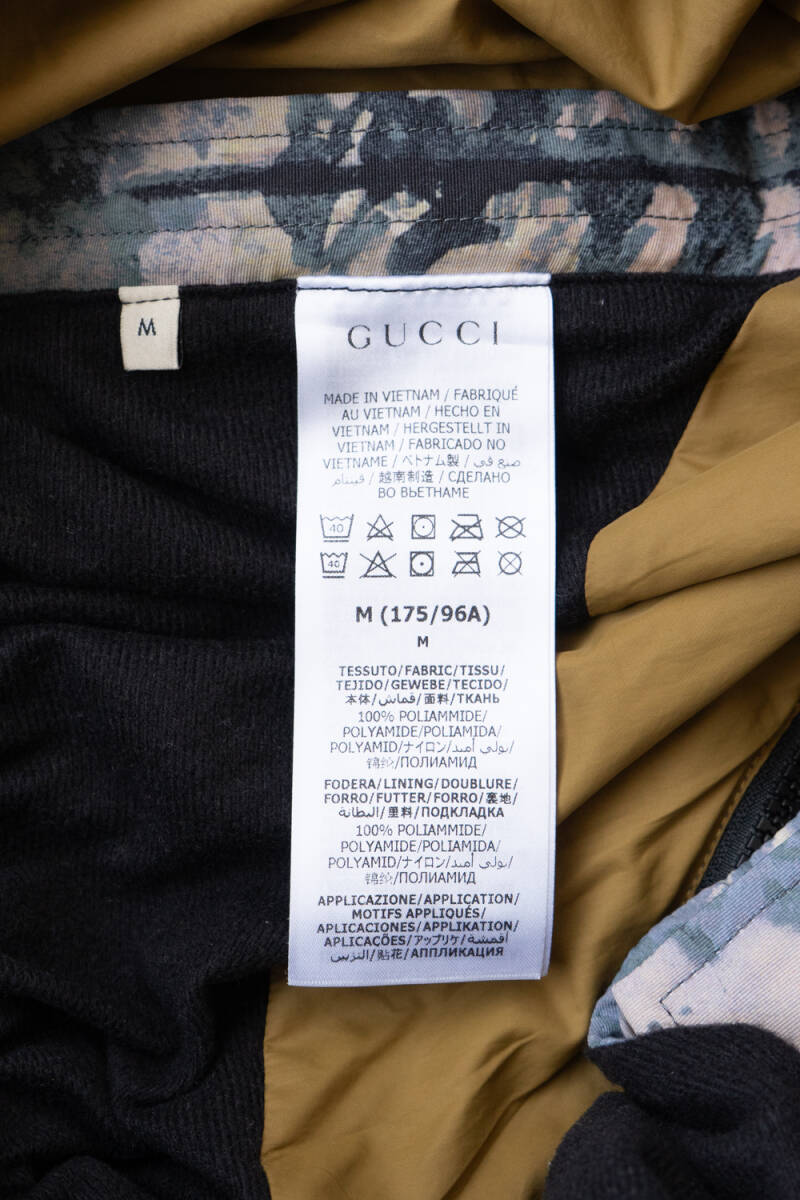 M
GUCCI
MADE IN VIETNAM / FABRIQUÉ
AU VIETNAM / HECHO EN
VIETNAM / HERGESTELLT IN
VIETNAM / FABRICADO NO
VIETNAME / ベトナム製 / صنع في
فيتنام / 越南制造 / СДЕЛАНО
ВО ВЬЕТНАМЕ
40
40
M (175/96A)
M
TESSUTO/FABRIC/TISSU/
TEJIDO/GEWEBE/TECIDO/
本体/قماش/面料/ТКАНЬ
100% POLIAMMIDE/
POLYAMIDE/POLIAMIDA/
POLYAMID/ナイロン/بولي أميد/
锦纶/ПОЛИАМИД
FODERA/LINING/DOUBLURE/
FORRO/FUTTER/FORRO/裏地/
البطانة/里料/ПОДКЛАДКА
100% POLIAMMIDE/
POLYAMIDE/POLIAMIDA/
POLYAMID/ナイロン/بولي أميد/
锦纶/ПОЛИАМИД
APPLICAZIONE/APPLICATION/
MOTIFS APPLIQUÉS/
APLICACIONES/APPLIKATION/
APLICAÇÕES/アップリケ/أقمشة
التزيين/贴花/АППЛИКАЦИЯ